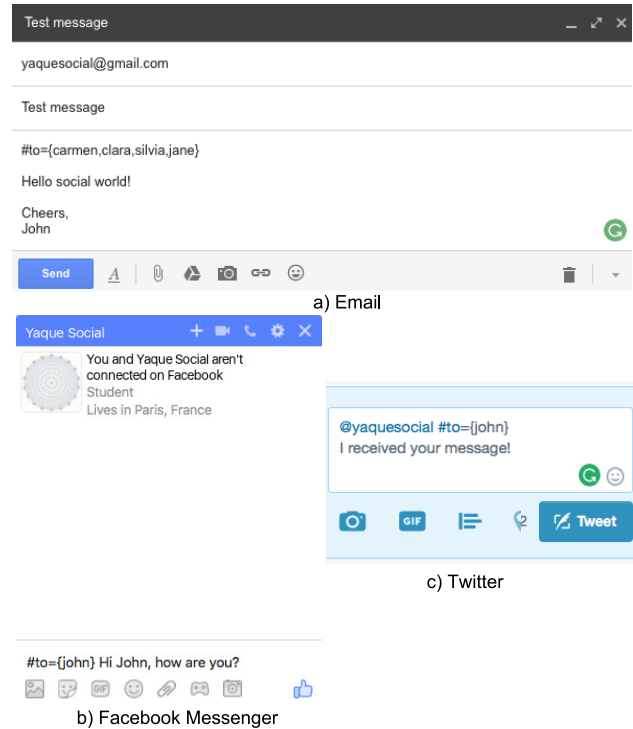 Test message
yaquesocial@gmail.com
Test message
#to={carmen,clara,silvia,jane}
Hello social world!
Cheers,
John
Send A
a) Email
Yaque Social
You and Yaque Social aren't
connected on Facebook
Student
Lives in Paris, France
#to={john} Hi John, how are you?
GIF
b) Facebook Messenger
@yaquesocial #to={john}
I received your message!
GIF 2 Tweet
c) Twitter